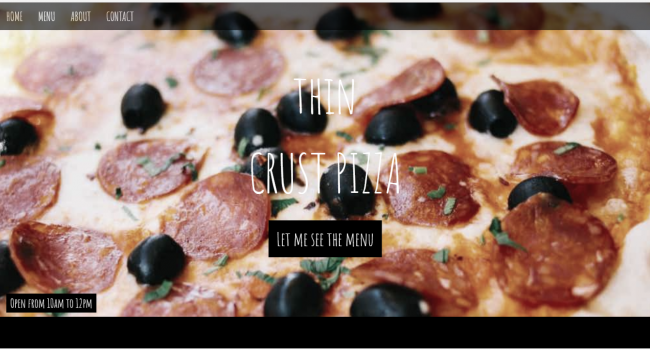 HOME MENU ABOUT CONTACT
THIN
CRUST PIZZA
LET ME SEE THE MENU
OPEN FROM 10AM TO 12PM